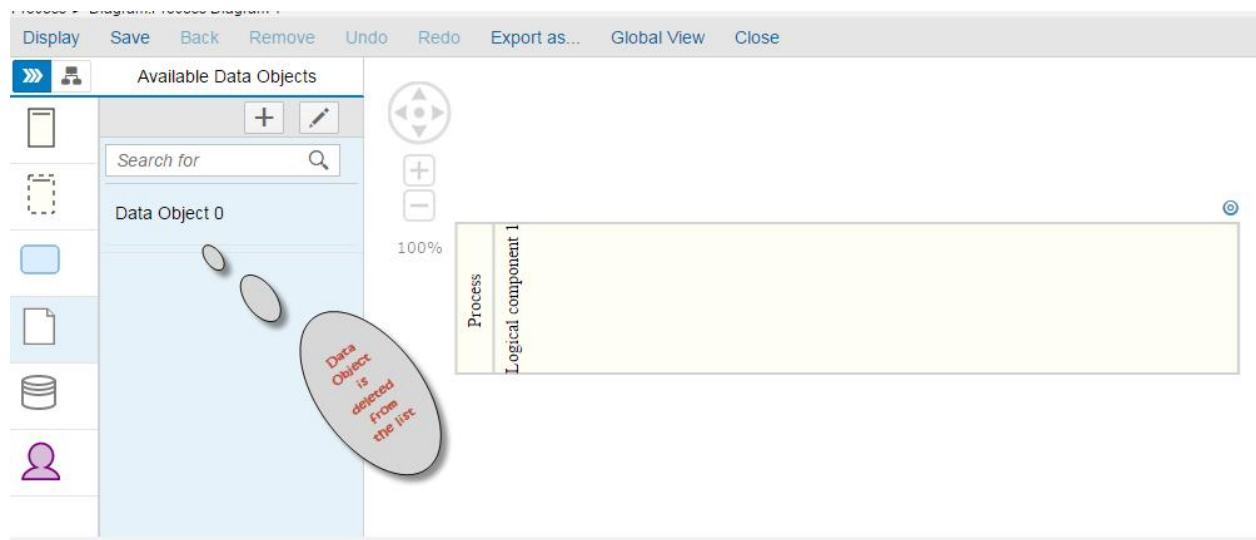 Display Save Back Remove Undo Redo Export as... Global View Close
Available Data Objects
Search for
Data Object 0
100%
Process
Logical component 1
Data
Object
is
deleted
from
the list